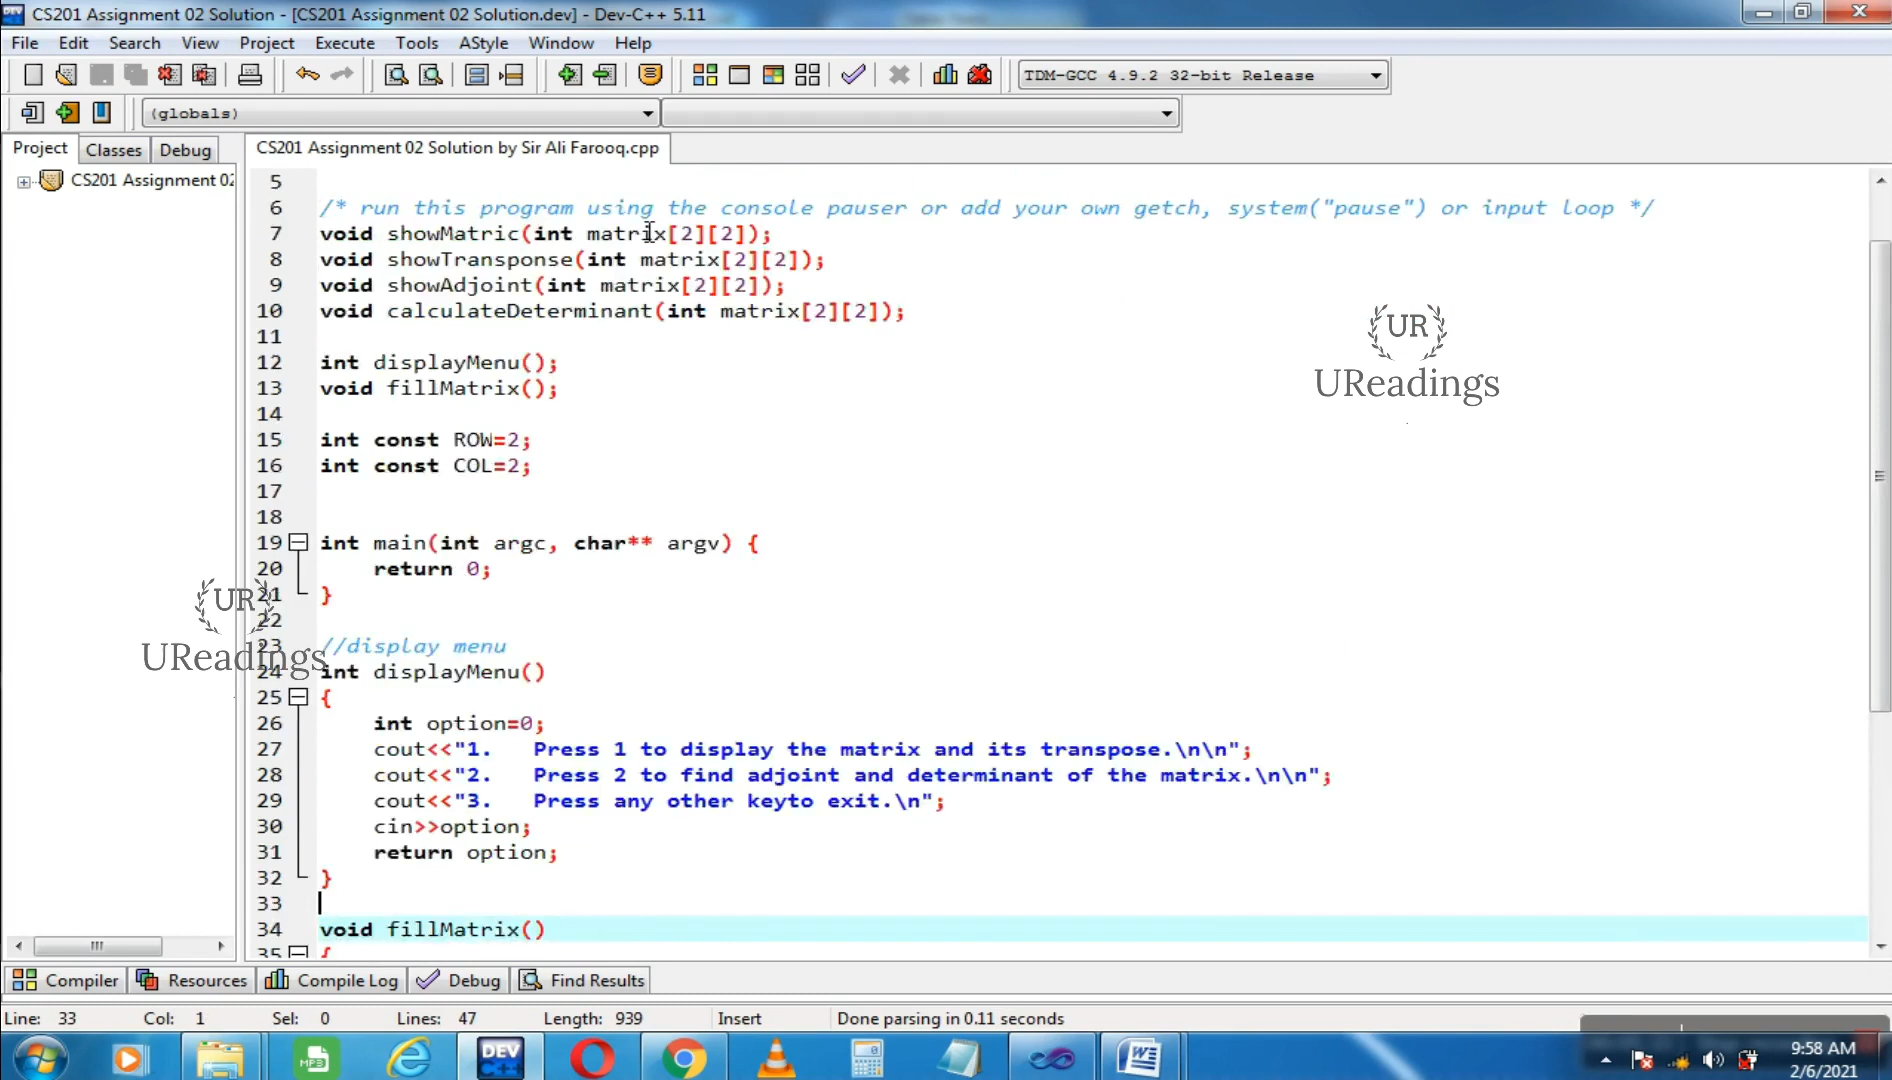 CS201 Assignment 02 Solution - [CS201 Assignment 02 Solution.dev] - Dev-C++ 5.11
File Edit Search View Project Execute Tools AStyle Window Help
TDM-GCC 4.9.2 32-bit Release
(globals)
Project Classes Debug
CS201 Assignment 02 Solution by Sir Ali Farooq.cpp
CS201 Assignment 02
5
6 /* run this program using the console pauser or add your own getch, system("pause") or input loop */
7 void showMatric(int matrix[2][2]);
8 void showTransponse(int matrix[2][2]);
9 void showAdjoint(int matrix[2][2]);
10 void calculateDeterminant(int matrix[2][2]);
11
12 int displayMenu();
13 void fillMatrix();
14
15 int const ROW=2;
16 int const COL=2;
17
18
19 int main(int argc, char** argv) {
20 return 0;
21 }
22
23 //display menu
24 int displayMenu()
25 {
26 int option=0;
27 cout<<"1.   Press 1 to display the matrix and its transpose.\n\n";
28 cout<<"2.   Press 2 to find adjoint and determinant of the matrix.\n\n";
29 cout<<"3.   Press any other keyto exit.\n";
30 cin>>option;
31 return option;
32 }
33
34 void fillMatrix()
35 {
UR
UReadings
UR
UReadings
Compiler Resources Compile Log Debug Find Results
Line: 33 Col: 1 Sel: 0 Lines: 47 Length: 939 Insert Done parsing in 0.11 seconds
DEV C++
MP3
9:58 AM
2/6/2021